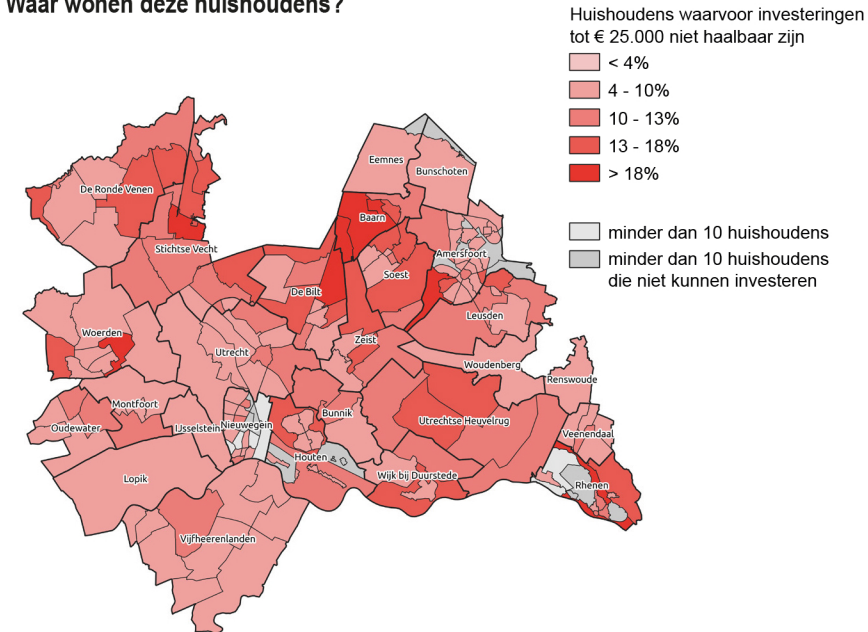 Waar wonen deze huishoudens?
Huishoudens waarvoor investeringen
tot € 25.000 niet haalbaar zijn
< 4%
4 - 10%
10 - 13%
13 - 18%
> 18%
minder dan 10 huishoudens
minder dan 10 huishoudens
die niet kunnen investeren
Eemnes
Bunschoten
De Ronde Venen
Baarn
Stichtse Vecht
Amersfoort
Soest
De Bilt
Leusden
Woerden
Zeist
Utrecht
Woudenberg
Renswoude
Montfoort
Bunnik
Oudewater
IJsselstein
Nieuwegein
Utrechtse Heuvelrug
Veenendaal
Houten
Lopik
Wijk bij Duurstede
Rhenen
Vijfheerenlanden